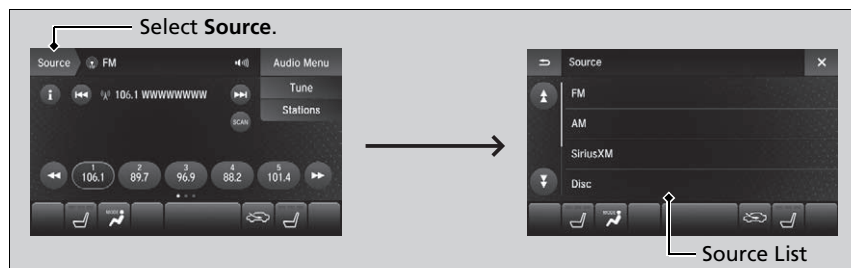 Select Source.
Source FM Audio Menu
i 106.1 WWWWWWWW Tune
Stations
SCAN
1 2 3 4 5
106.1 89.7 96.9 88.2 101.4
MODE
Source
FM
AM
SiriusXM
Disc
MODE
Source List